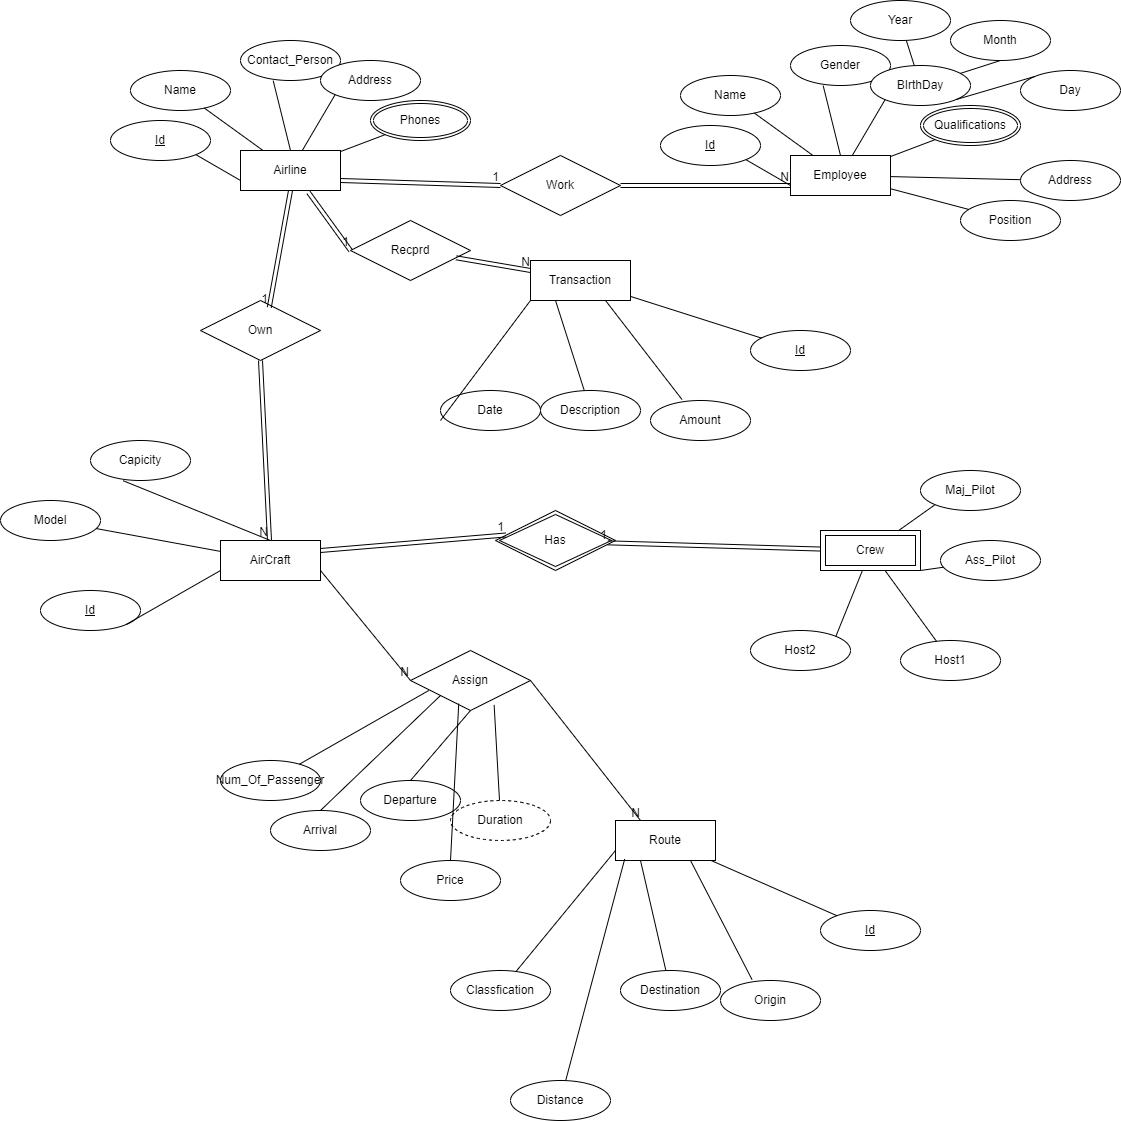 Year
Month
Contact_Person
Gender
Address
BIrthDay
Name
Day
Name
Phones
Qualifications
Id
Id
Airline
1
Work
N
Employee
Address
Position
1
Recprd
N
Transaction
1
Own
Id
Date
Description
Amount
Capicity
Maj_Pilot
Model
N
1
Has
1
AirCraft
Crew
Ass_Pilot
Id
Host2
Host1
N
Assign
Num_Of_Passenger
Departure
Arrival
Duration
N
Route
Price
Id
Classfication
Destination
Origin
Distance